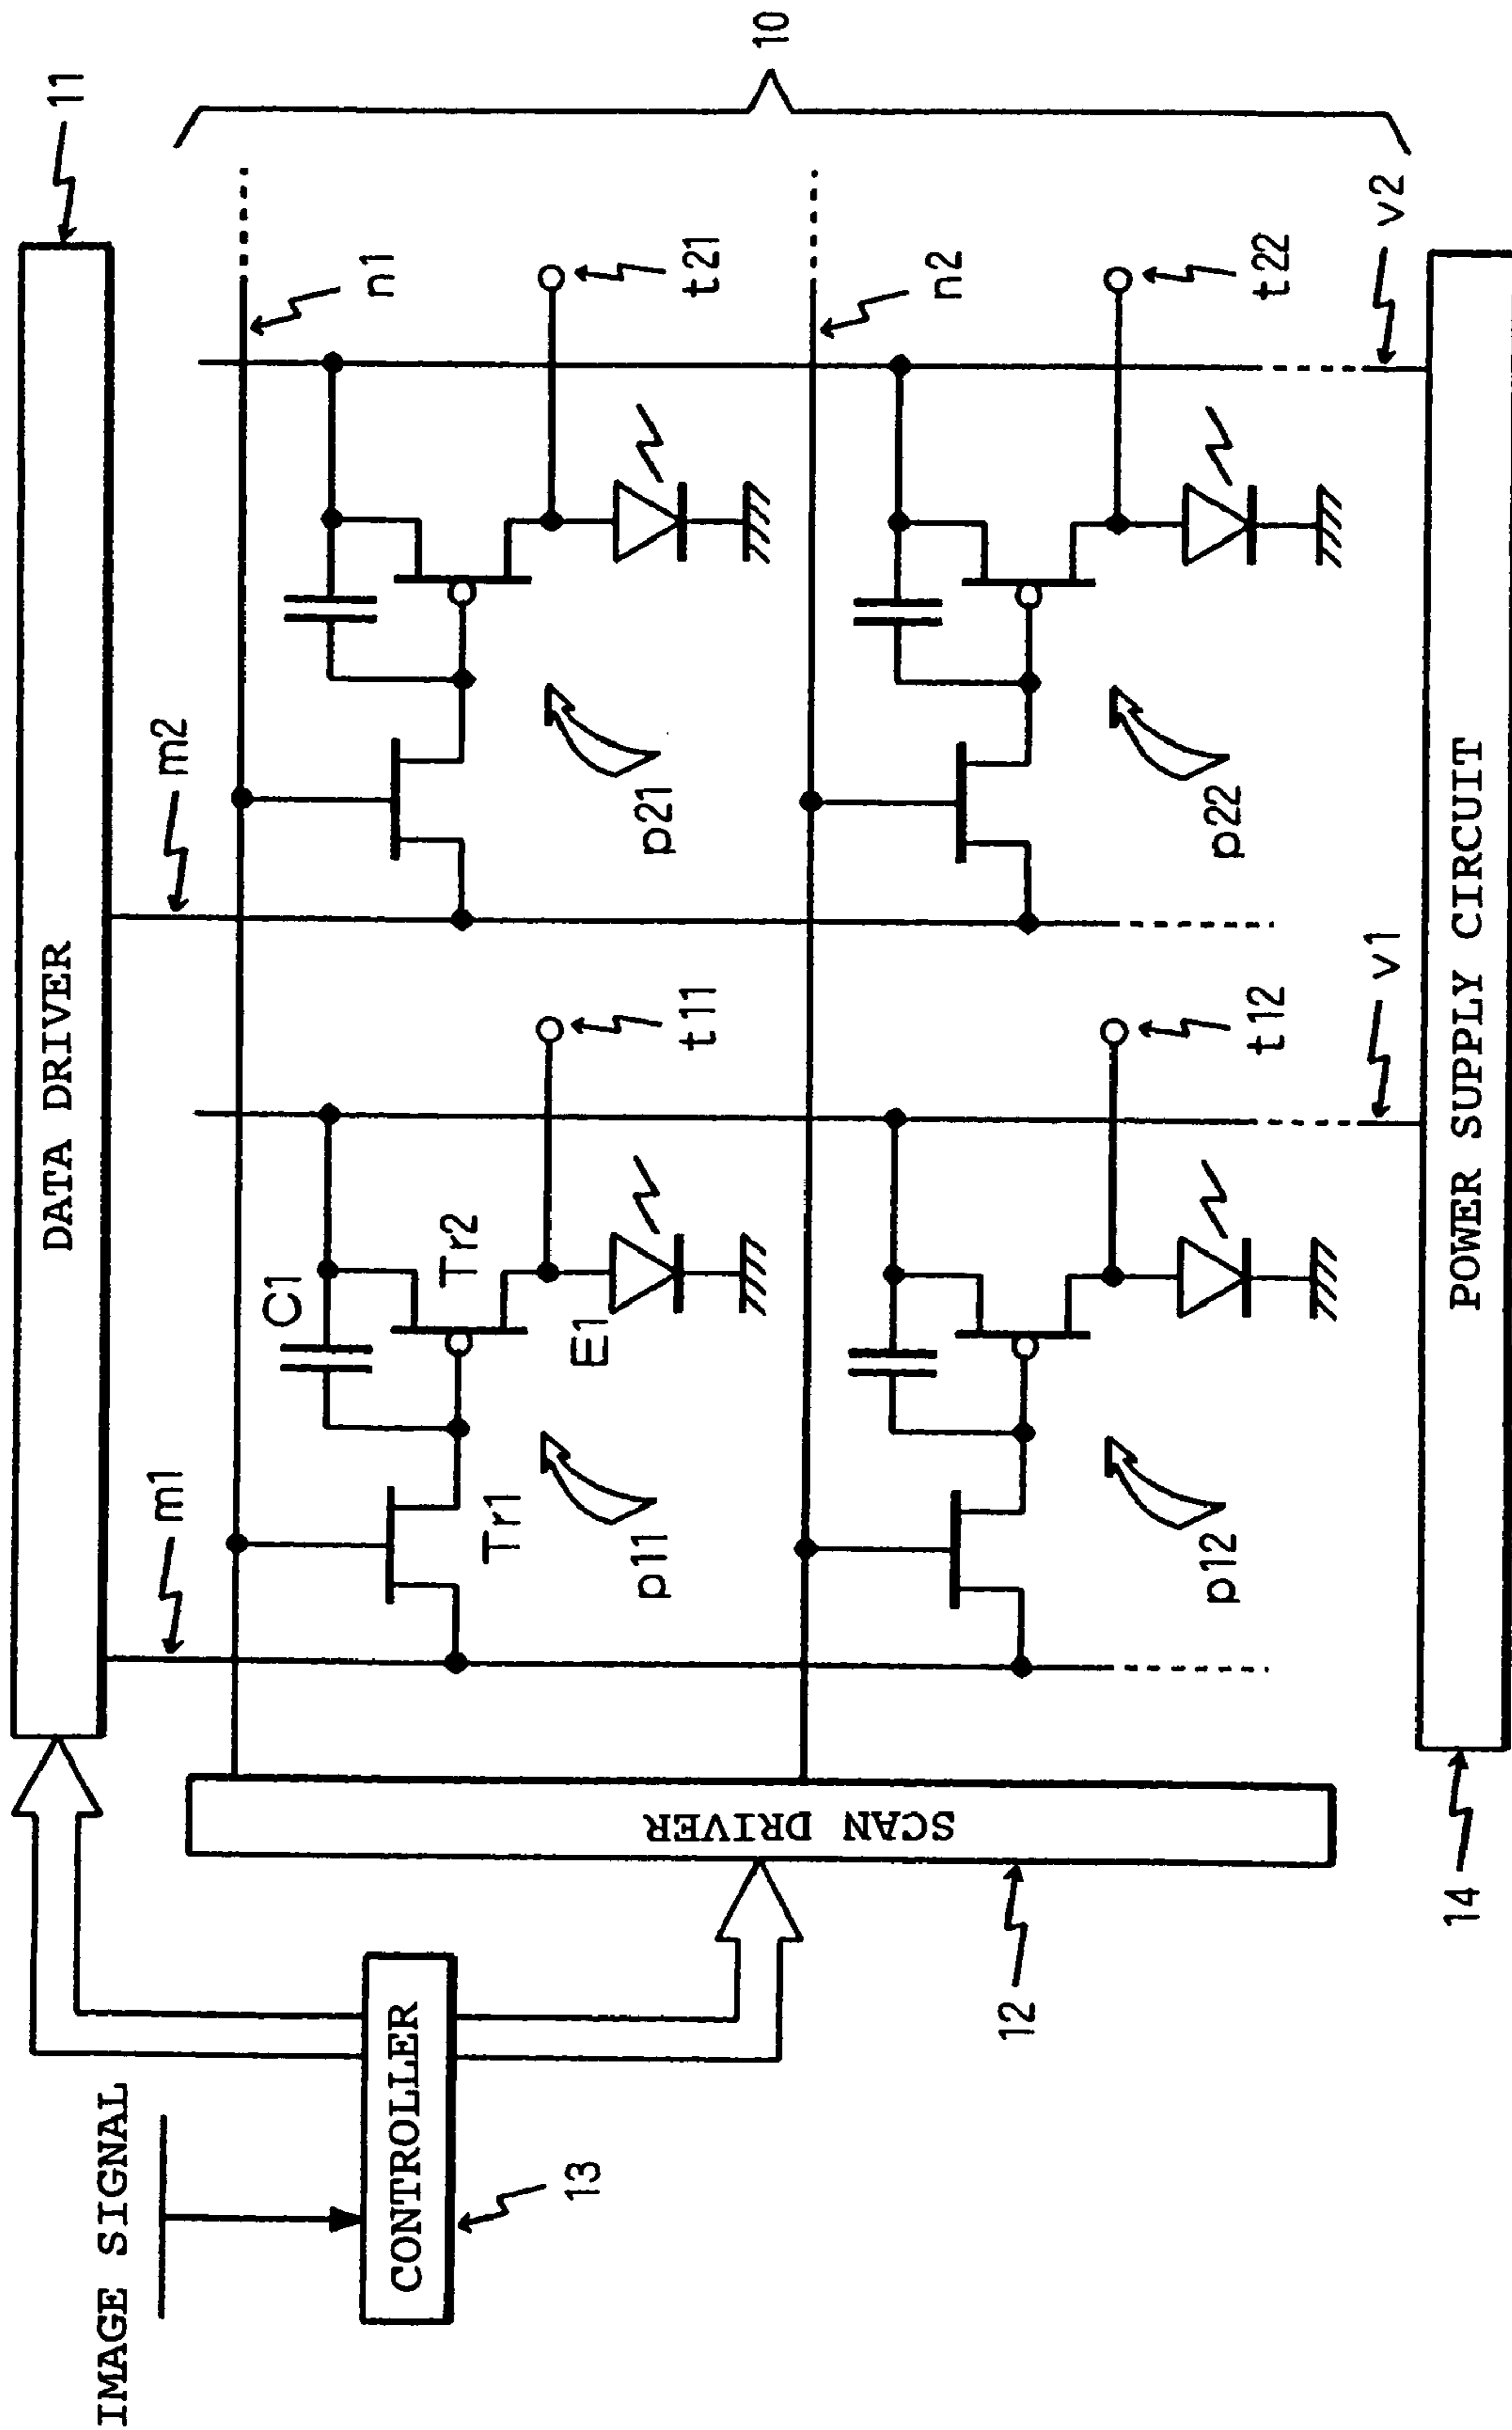 11
DATA DRIVER
IMAGE SIGNAL
m1
m2
n1
C1
Tr2
Tr1
E1
p11
t11
p21
t21
10
CONTROLLER
13
SCAN DRIVER
12
n2
p12
t12
p22
t22
v1
v2
14
POWER SUPPLY CIRCUIT